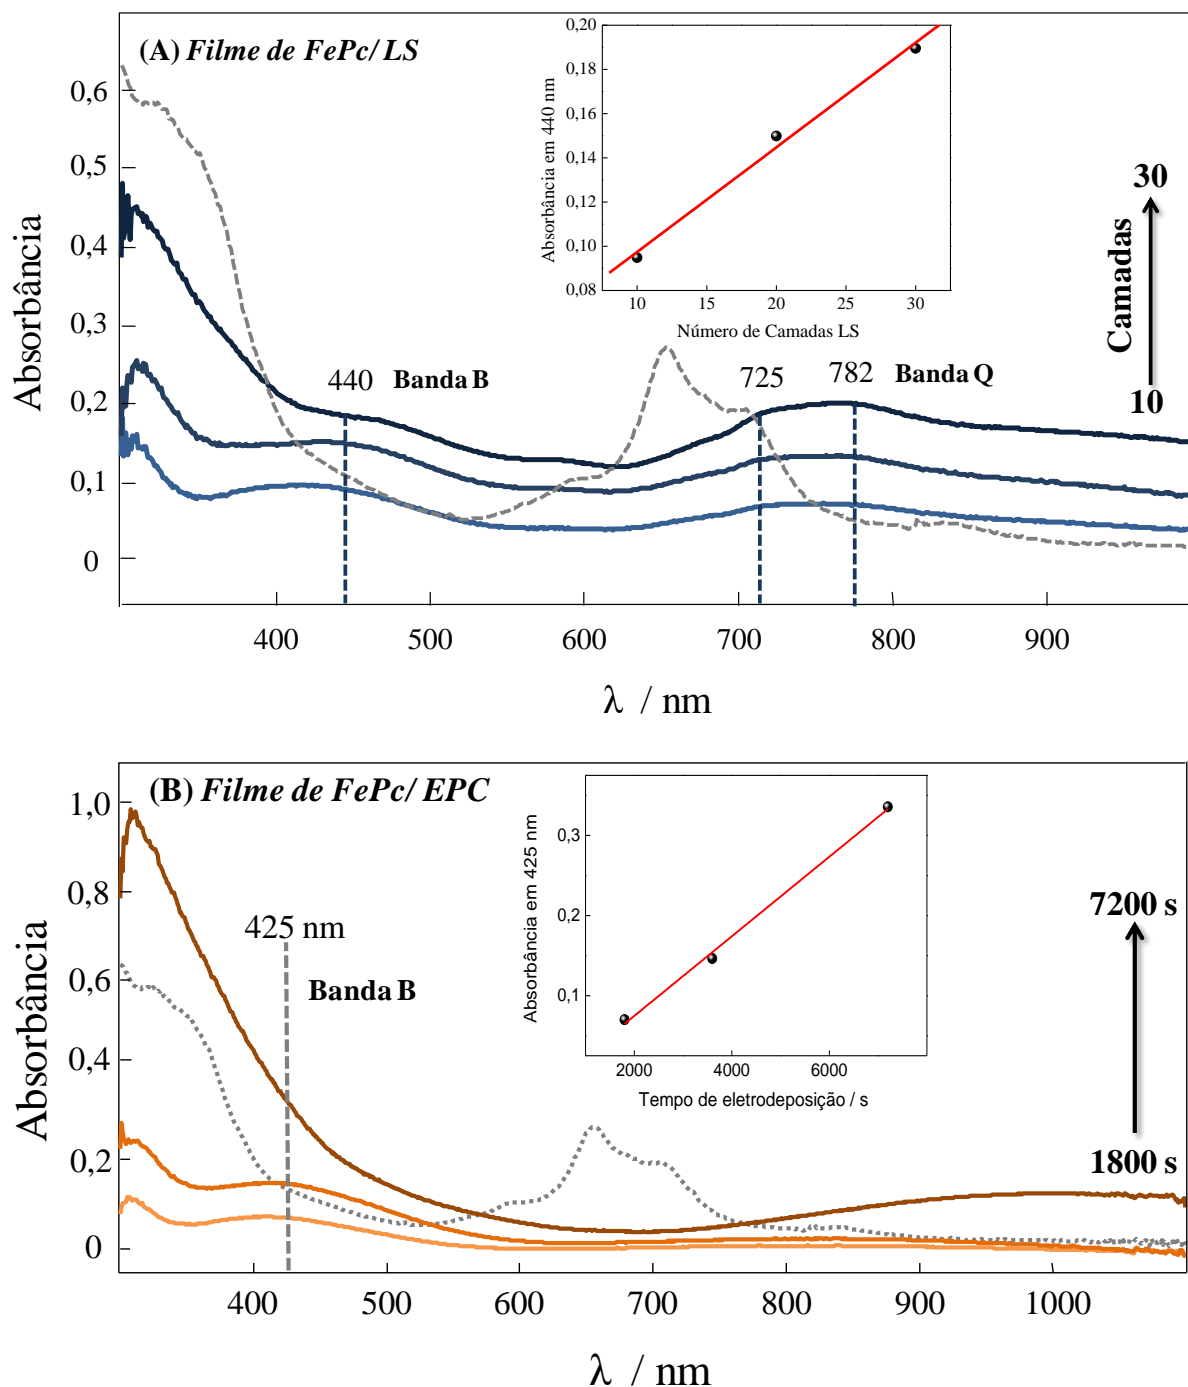 (A) Filme de FePc/ LS
Absorbância
0,6
0,5
0,4
0,3
0,2
0,1
0
440 Banda B
725
782 Banda Q
400 500 600 700 800 900
λ / nm
Absorbância em 440 nm
0,20
0,18
0,16
0,14
0,12
0,10
0,08
10 15 20 25 30
Número de Camadas LS
30
Camadas
10
(B) Filme de FePc/ EPC
Absorbância
1,0
0,8
0,6
0,4
0,2
0
425 nm
Banda B
400 500 600 700 800 900 1000
λ / nm
Absorbância em 425 nm
0,3
0,2
0,1
2000 4000 6000
Tempo de eletrodeposição / s
7200 s
1800 s